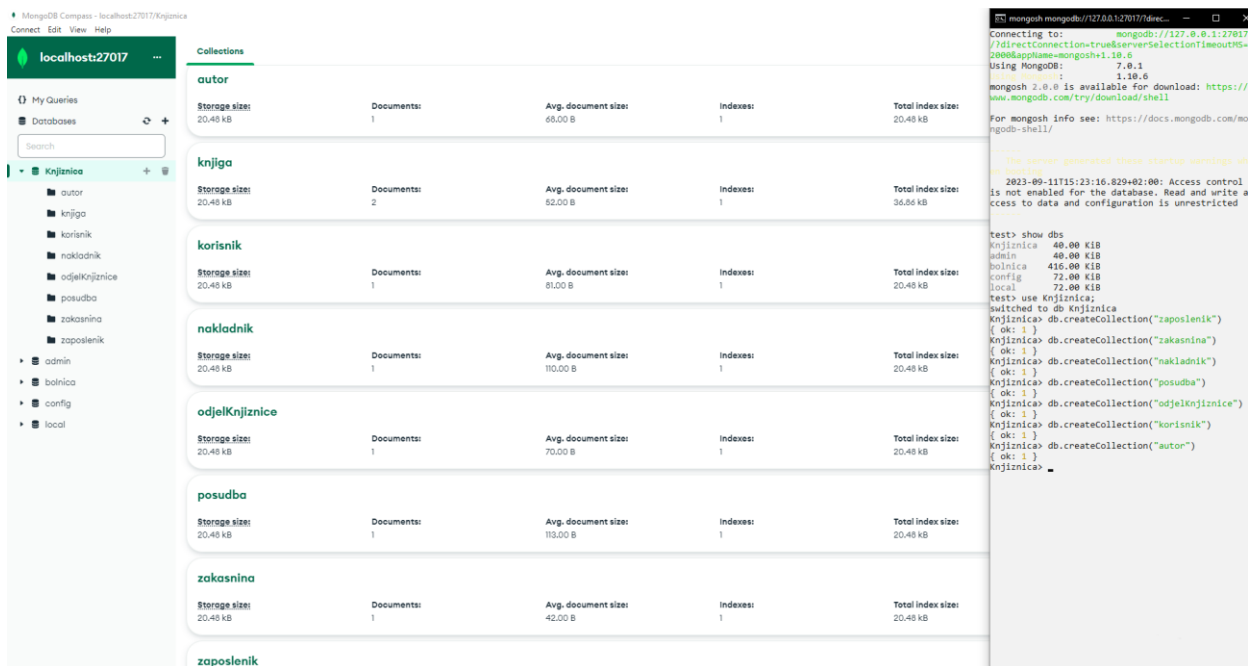 MongoDB Compass - localhost:27017/Knjiznica
Connect Edit View Help
localhost:27017 ...
My Queries
Databases
Search
Knjiznica
autor
knjiga
korisnik
nakladnik
odjelKnjiznice
posudba
zakasnina
zaposlenik
admin
bolnica
config
local
Collections
autor
Storage size: Documents: Avg. document size: Indexes: Total index size:
20.48 kB 1 68.00 B 1 20.48 kB
knjiga
Storage size: Documents: Avg. document size: Indexes: Total index size:
20.48 kB 2 52.00 B 1 36.86 kB
korisnik
Storage size: Documents: Avg. document size: Indexes: Total index size:
20.48 kB 1 81.00 B 1 20.48 kB
nakladnik
Storage size: Documents: Avg. document size: Indexes: Total index size:
20.48 kB 1 110.00 B 1 20.48 kB
odjelKnjiznice
Storage size: Documents: Avg. document size: Indexes: Total index size:
20.48 kB 1 70.00 B 1 20.48 kB
posudba
Storage size: Documents: Avg. document size: Indexes: Total index size:
20.48 kB 1 113.00 B 1 20.48 kB
zakasnina
Storage size: Documents: Avg. document size: Indexes: Total index size:
20.48 kB 1 42.00 B 1 20.48 kB
zaposlenik
mongosh mongodb://127.0.0.1:27017/?direc...
Connecting to: mongodb://127.0.0.1:27017
/?directConnection=true&serverSelectionTimeoutMS=
2000&appName=mongosh+1.10.6
Using MongoDB: 7.0.1
: 1.10.6
mongosh 2.0.0 is available for download: https://
www.mongodb.com/try/download/shell
For mongosh info see: https://docs.mongodb.com/mo
ngodb-shell/
2023-09-11T15:23:16.829+02:00: Access control
is not enabled for the database. Read and write a
ccess to data and configuration is unrestricted
test> show dbs
Knjiznica 40.00 KiB
admin 40.00 KiB
bolnica 416.00 KiB
config 72.00 KiB
local 72.00 KiB
test> use Knjiznica;
switched to db Knjiznica
Knjiznica> db.createCollection("zaposlenik")
{ ok: 1 }
Knjiznica> db.createCollection("zakasnina")
{ ok: 1 }
Knjiznica> db.createCollection("nakladnik")
{ ok: 1 }
Knjiznica> db.createCollection("posudba")
{ ok: 1 }
Knjiznica> db.createCollection("odjelKnjiznice")
{ ok: 1 }
Knjiznica> db.createCollection("korisnik")
{ ok: 1 }
Knjiznica> db.createCollection("autor")
{ ok: 1 }
Knjiznica>